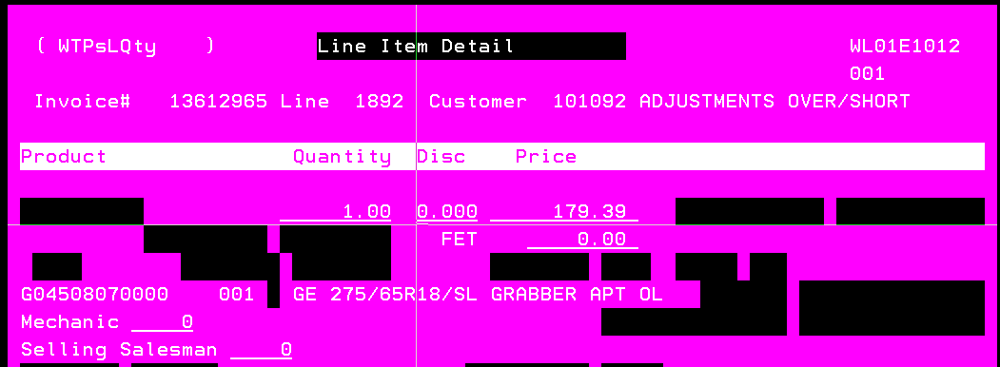 ( WTPsLQty ) Line Item Detail WL01E1012
001
Invoice# 13612965 Line 1892 Customer 101092 ADJUSTMENTS OVER/SHORT
Product Quantity Disc Price
1.00 0.000 179.39
FET 0.00
G04508070000 001 GE 275/65R18/SL GRABBER APT OL
Mechanic 0
Selling Salesman 0